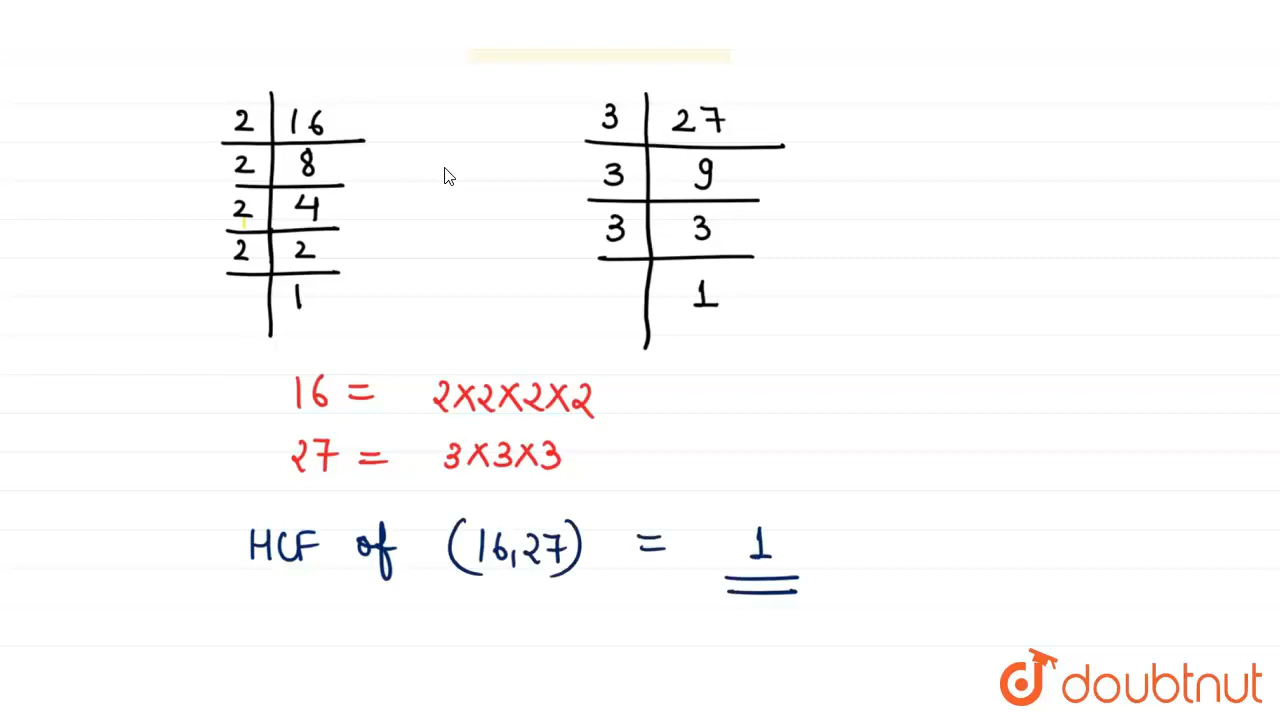 2 16
2 8
2 4
2 2
1
3 27
3 9
3 3
1
16 = 2×2×2×2
27 = 3×3×3
HCF of (16,27) = 1
doubtnut